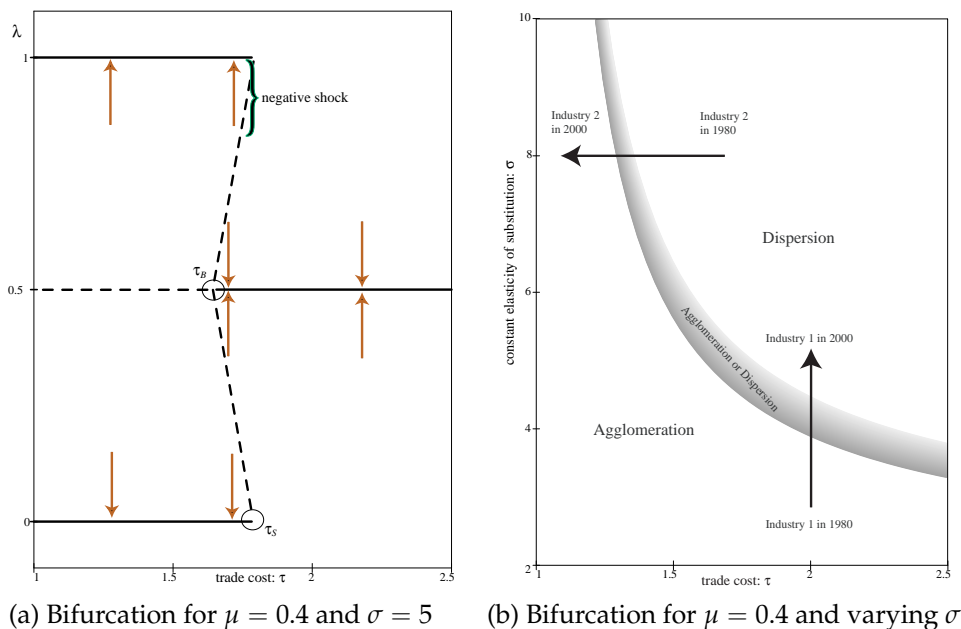 λ
1
negative shock
τB
0.5
0
τS
1
1.5
2
2.5
trade cost: τ
(a) Bifurcation for μ = 0.4 and σ = 5
10
Industry 2
in 2000
Industry 2
in 1980
8
constant elasticity of substitution: σ
Dispersion
6
Agglomeration or Dispersion
Industry 1 in 2000
Agglomeration
4
Industry 1 in 1980
2
1
1.5
2
2.5
trade cost: τ
(b) Bifurcation for μ = 0.4 and varying σ